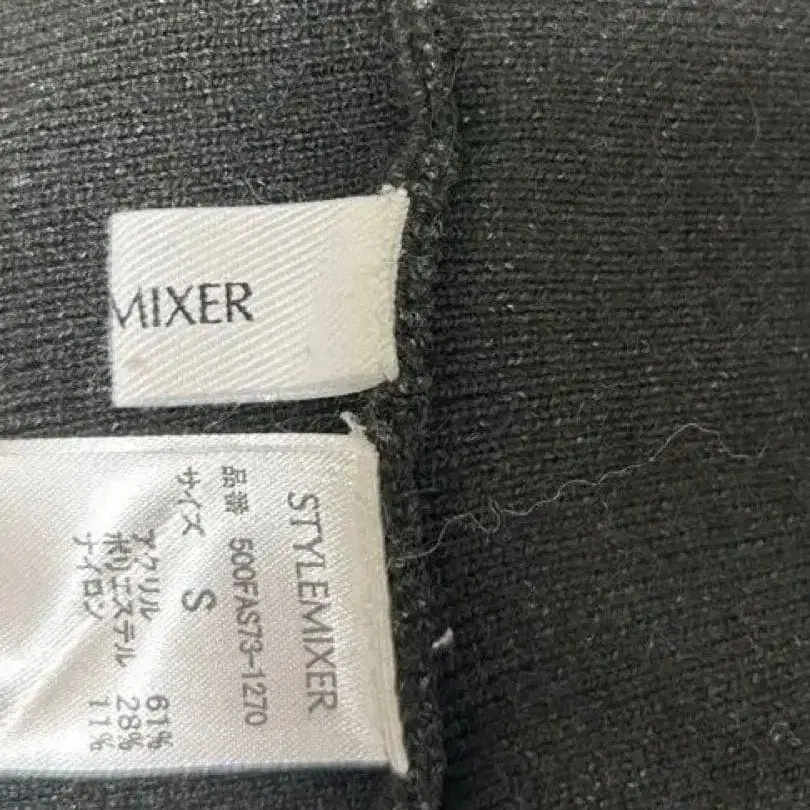 MIXER
STYLEMIXER
品番 500FAS73-1270
サイズ S
アクリル 61%
ポリエステル 28%
ナイロン 11%